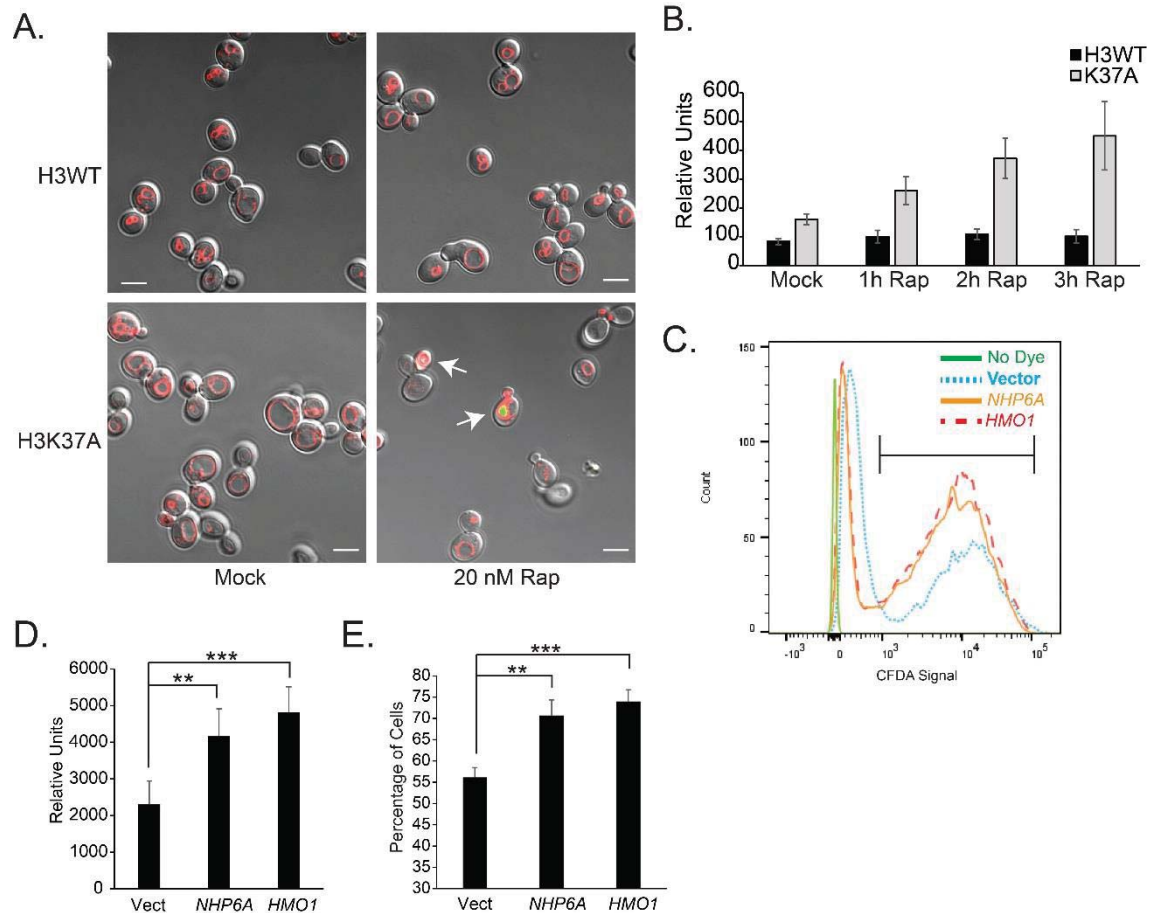 A.
H3WT
H3K37A
Mock
20 nM Rap
B.
H3WT
K37A
Relative Units
600
500
400
300
200
100
0
Mock
1h Rap
2h Rap
3h Rap
C.
No Dye
Vector
NHP6A
HMO1
Count
150
100
50
0
-10³
0
10³
10⁴
10⁵
CFDA Signal
D.
Relative Units
6000
5000
4000
3000
2000
1000
0
**
***
Vect
NHP6A
HMO1
E.
Percentage of Cells
80
75
70
65
60
55
50
45
40
35
30
**
***
Vect
NHP6A
HMO1